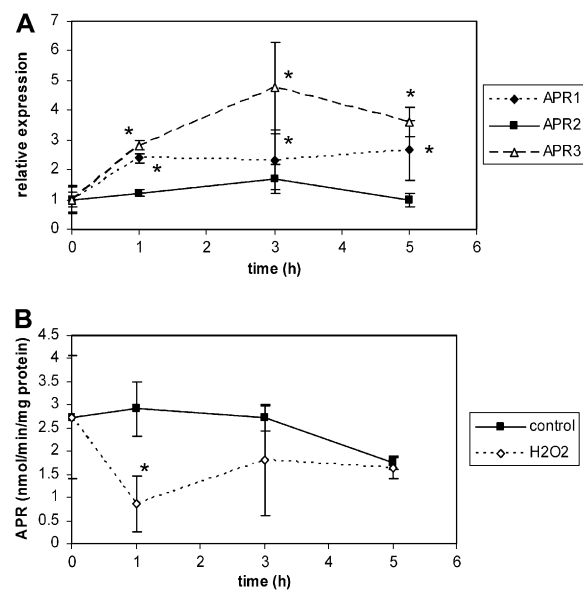 A
7
6
5
4
3
2
1
0
relative expression
* * * * * *
0 1 2 3 4 5 6
time (h)
APR1
APR2
APR3
B
4.5
4
3.5
3
2.5
2
1.5
1
0.5
0
APR (nmol/min/mg protein)
*
0 1 2 3 4 5 6
time (h)
control
H2O2